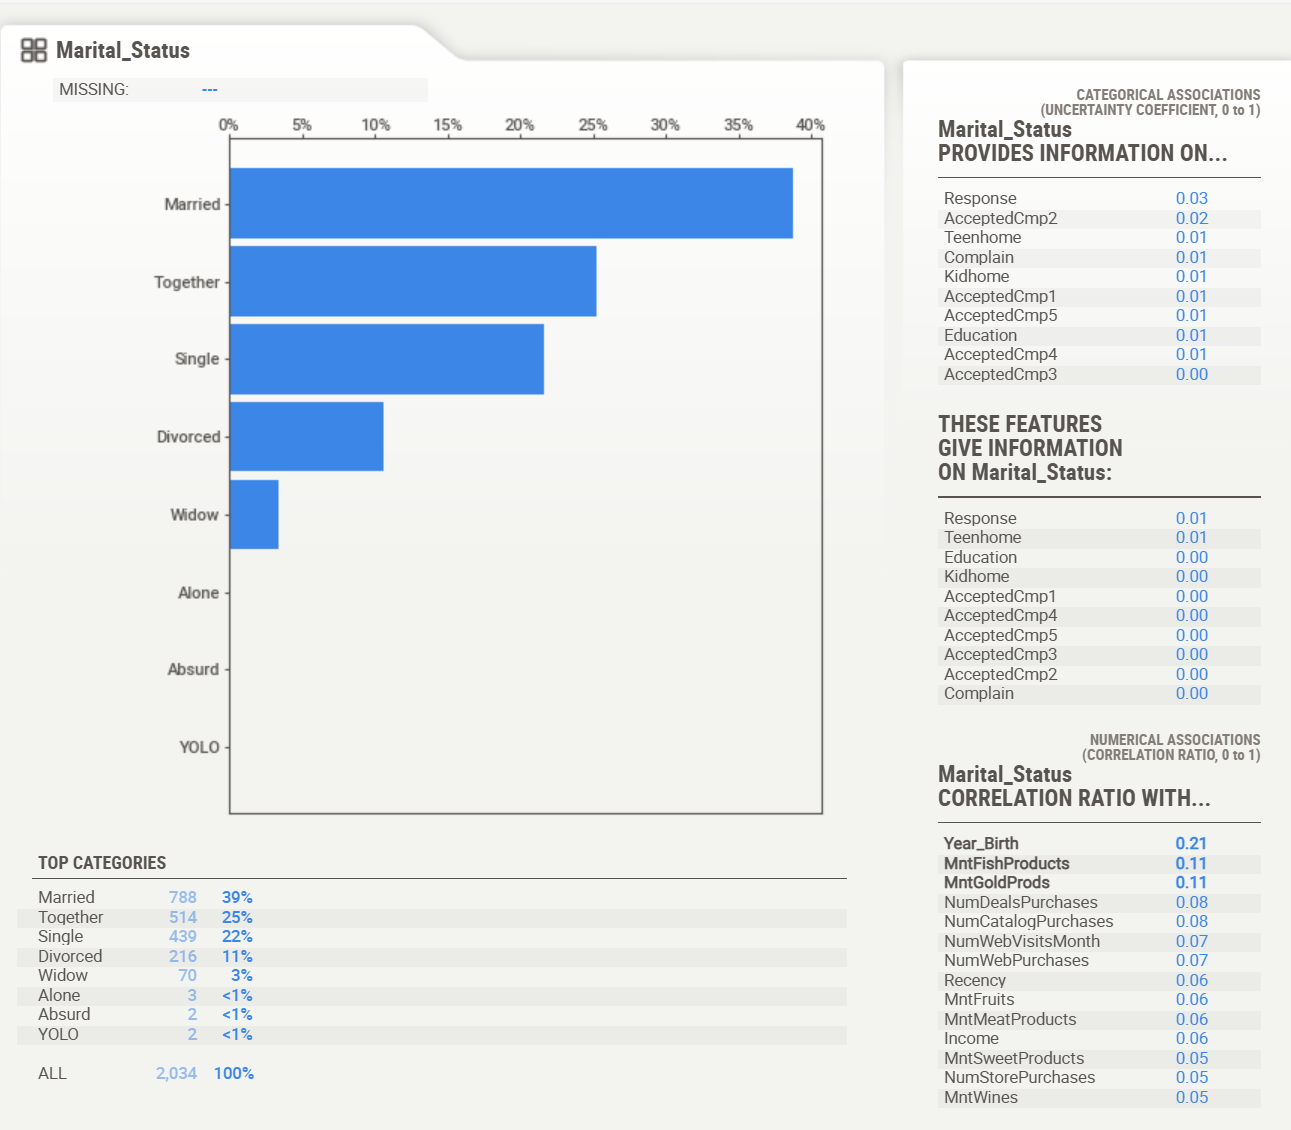 Marital_Status
MISSING: ---
0% 5% 10% 15% 20% 25% 30% 35% 40%
Married
Together
Single
Divorced
Widow
Alone
Absurd
YOLO
TOP CATEGORIES
Married 788 39%
Together 514 25%
Single 439 22%
Divorced 216 11%
Widow 70 3%
Alone 3 <1%
Absurd 2 <1%
YOLO 2 <1%
ALL 2,034 100%
CATEGORICAL ASSOCIATIONS
(UNCERTAINTY COEFFICIENT, 0 to 1)
Marital_Status
PROVIDES INFORMATION ON...
Response 0.03
AcceptedCmp2 0.02
Teenhome 0.01
Complain 0.01
Kidhome 0.01
AcceptedCmp1 0.01
AcceptedCmp5 0.01
Education 0.01
AcceptedCmp4 0.01
AcceptedCmp3 0.00
THESE FEATURES
GIVE INFORMATION
ON Marital_Status:
Response 0.01
Teenhome 0.01
Education 0.00
Kidhome 0.00
AcceptedCmp1 0.00
AcceptedCmp4 0.00
AcceptedCmp5 0.00
AcceptedCmp3 0.00
AcceptedCmp2 0.00
Complain 0.00
NUMERICAL ASSOCIATIONS
(CORRELATION RATIO, 0 to 1)
Marital_Status
CORRELATION RATIO WITH...
Year_Birth 0.21
MntFishProducts 0.11
MntGoldProds 0.11
NumDealsPurchases 0.08
NumCatalogPurchases 0.08
NumWebVisitsMonth 0.07
NumWebPurchases 0.07
Recency 0.06
MntFruits 0.06
MntMeatProducts 0.06
Income 0.06
MntSweetProducts 0.05
NumStorePurchases 0.05
MntWines 0.05